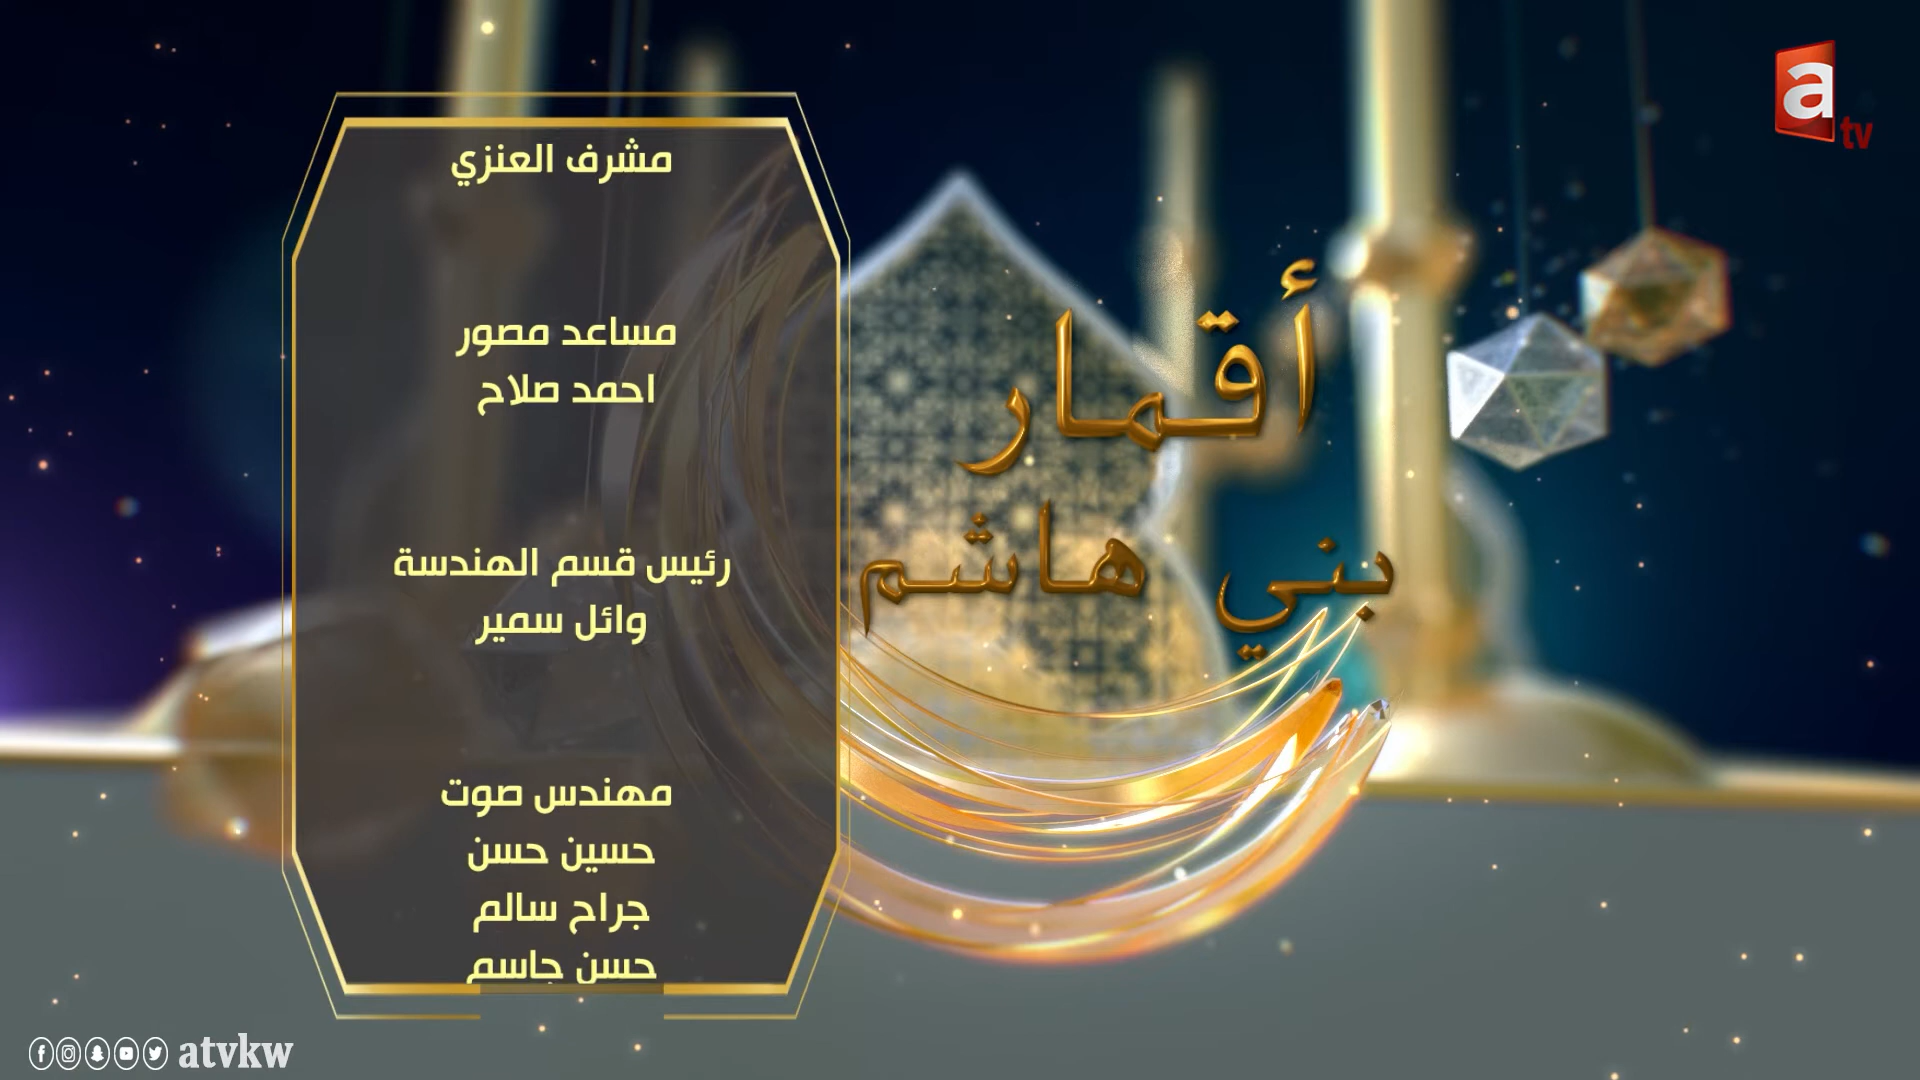 a tv
مشرف العنزي
مساعد مصور
احمد صلاح
رئيس قسم الهندسة
وائل سمير
مهندس صوت
حسين حسن
جراح سالم
حسن جاسم
أقمار
بني هاشم
atvkw